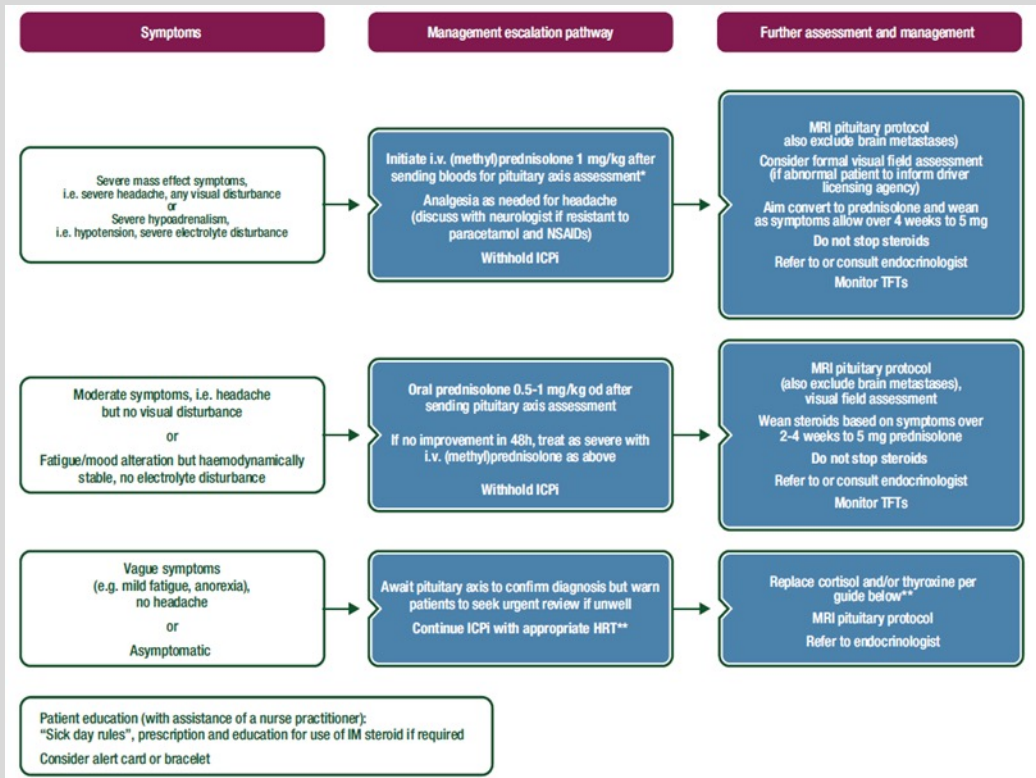 Symptoms
Management escalation pathway
Further assessment and management
Severe mass effect symptoms,
i.e. severe headache, any visual disturbance
or
Severe hypoadrenalism,
i.e. hypotension, severe electrolyte disturbance
Initiate i.v. (methyl)prednisolone 1 mg/kg after
sending bloods for pituitary axis assessment*
Analgesia as needed for headache
(discuss with neurologist if resistant to
paracetamol and NSAIDs)
Withhold ICPi
MRI pituitary protocol
also exclude brain metastases)
Consider formal visual field assessment
(if abnormal patient to inform driver
licensing agency)
Aim convert to prednisolone and wean
as symptoms allow over 4 weeks to 5 mg
Do not stop steroids
Refer to or consult endocrinologist
Monitor TFTs
Moderate symptoms, i.e. headache
but no visual disturbance
or
Fatigue/mood alteration but haemodynamically
stable, no electrolyte disturbance
Oral prednisolone 0.5-1 mg/kg od after
sending pituitary axis assessment
If no improvement in 48h, treat as severe with
i.v. (methyl)prednisolone as above
Withhold ICPi
MRI pituitary protocol
(also exclude brain metastases),
visual field assessment
Wean steroids based on symptoms over
2-4 weeks to 5 mg prednisolone
Do not stop steroids
Refer to or consult endocrinologist
Monitor TFTs
Vague symptoms
(e.g. mild fatigue, anorexia),
no headache
or
Asymptomatic
Await pituitary axis to confirm diagnosis but warn
patients to seek urgent review if unwell
Continue ICPi with appropriate HRT**
Replace cortisol and/or thyroxine per
guide below**
MRI pituitary protocol
Refer to endocrinologist
Patient education (with assistance of a nurse practitioner):
"Sick day rules", prescription and education for use of IM steroid if required
Consider alert card or bracelet